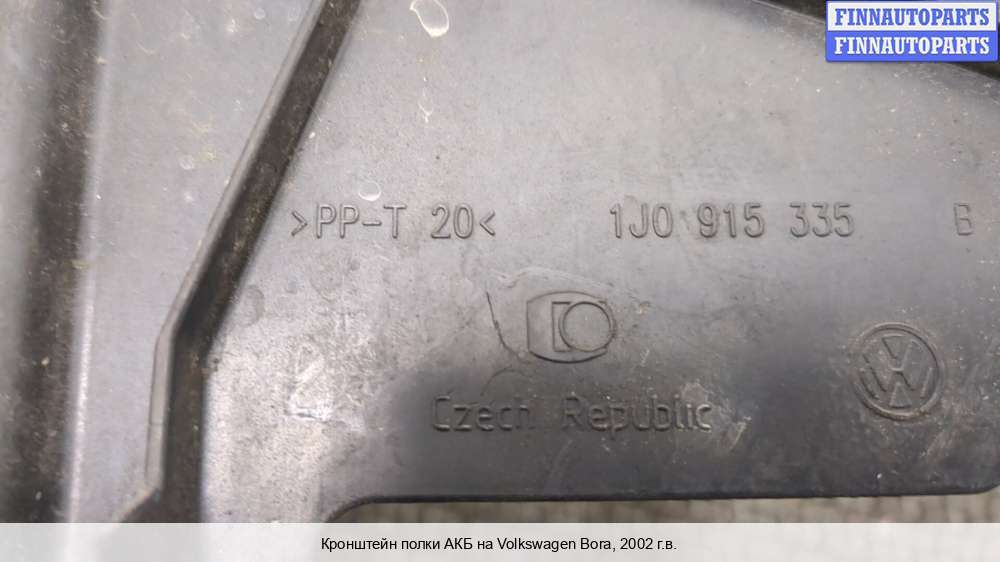 FINNAUTOPARTS
FINNAUTOPARTS
>PP-T 20< 1J0 915 335 B
Czech Republic
Кронштейн полки АКБ на Volkswagen Bora, 2002 г.в.